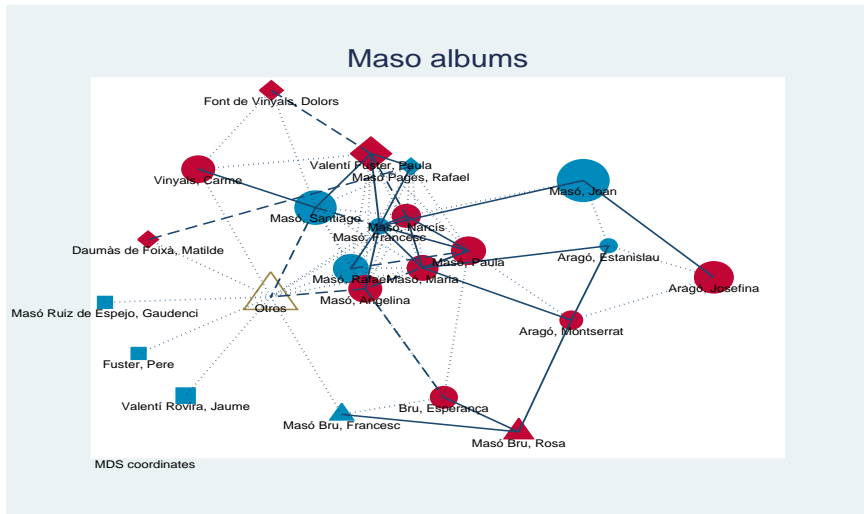 Maso albums
Font de Vinyals, Dolors
Valentí Fuster, Paula
Masó Pagès, Rafael
Vinyals, Carme
Masó, Joan
Masó, Santiago
Masó, Narcís
Masó, Francesc
Daumàs de Foixà, Matilde
Aragó, Estanislau
Masó, Paula
Masó, Rafael
Masó, Maria
Aragó, Josefina
Masó, Angelina
Otros
Masó Ruiz de Espejo, Gaudenci
Aragó, Montserrat
Fuster, Pere
Valentí Rovira, Jaume
Bru, Esperança
Masó Bru, Francesc
Masó Bru, Rosa
MDS coordinates